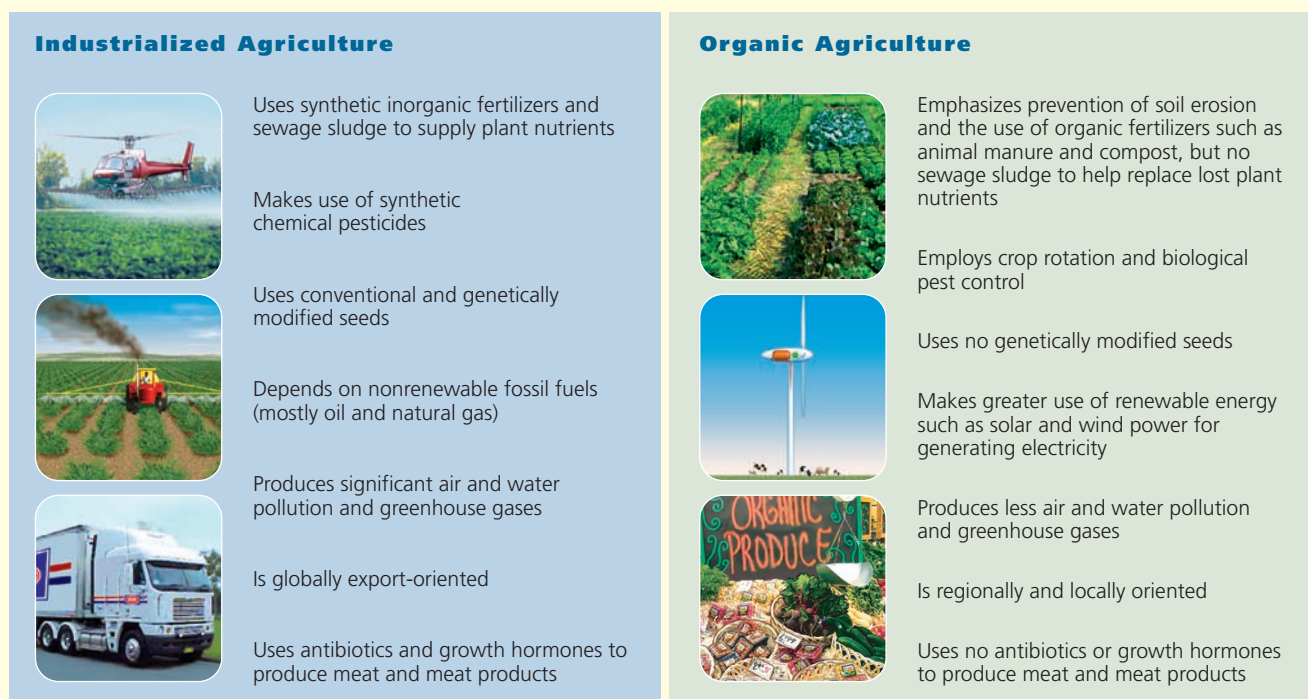 Industrialized Agriculture
Uses synthetic inorganic fertilizers and
sewage sludge to supply plant nutrients
Makes use of synthetic
chemical pesticides
Uses conventional and genetically
modified seeds
Depends on nonrenewable fossil fuels
(mostly oil and natural gas)
Produces significant air and water
pollution and greenhouse gases
Is globally export-oriented
Uses antibiotics and growth hormones to
produce meat and meat products
Organic Agriculture
Emphasizes prevention of soil erosion
and the use of organic fertilizers such as
animal manure and compost, but no
sewage sludge to help replace lost plant
nutrients
Employs crop rotation and biological
pest control
Uses no genetically modified seeds
Makes greater use of renewable energy
such as solar and wind power for
generating electricity
ORGANIC
PRODUCE
Produces less air and water pollution
and greenhouse gases
Is regionally and locally oriented
Uses no antibiotics or growth hormones
to produce meat and meat products